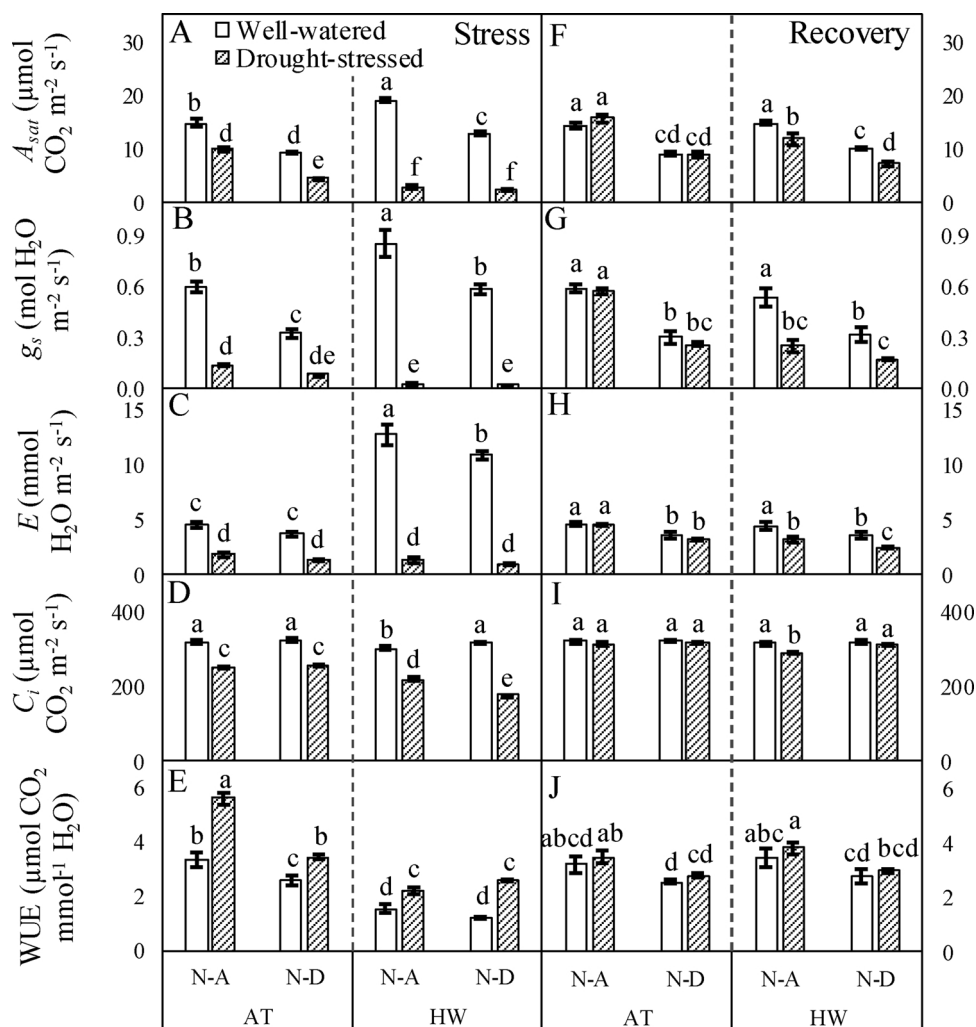 A
Well-watered
Drought-stressed
Stress
F
Recovery
A_sat (μmol
CO₂ m⁻² s⁻¹)
30
20
10
0
b
d
d
e
a
f
c
f
a
a
cd
cd
a
b
c
d
30
20
10
0
B
G
g_s (mol H₂O
m⁻² s⁻¹)
0.9
0.6
0.3
0.0
b
d
c
de
a
e
b
e
a
a
b
bc
a
bc
b
c
0.9
0.6
0.3
0.0
C
H
E (mmol
H₂O m⁻² s⁻¹)
15
10
5
0
c
d
c
d
a
d
b
d
a
a
b
b
a
b
b
c
15
10
5
0
D
I
C_i (μmol
CO₂ m⁻² s⁻¹)
400
200
0
a
c
a
c
b
d
a
e
a
a
a
a
a
b
a
a
400
200
0
E
J
WUE (μmol CO₂
mmol⁻¹ H₂O)
6
4
2
0
b
a
c
b
d
c
d
c
abcd
ab
d
cd
abc
a
cd
bcd
6
4
2
0
N-A
N-D
N-A
N-D
N-A
N-D
N-A
N-D
AT
HW
AT
HW